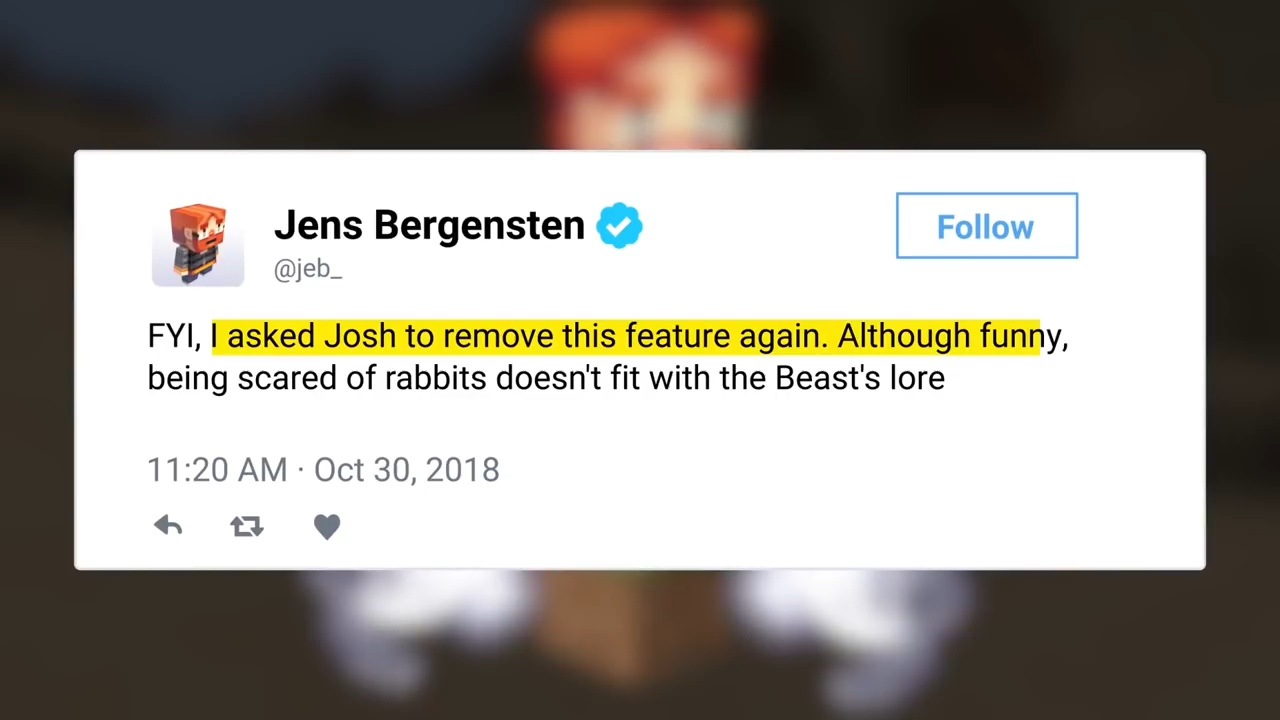 Jens Bergensten
@jeb_
Follow
FYI, I asked Josh to remove this feature again. Although funny,
being scared of rabbits doesn't fit with the Beast's lore
11:20 AM · Oct 30, 2018